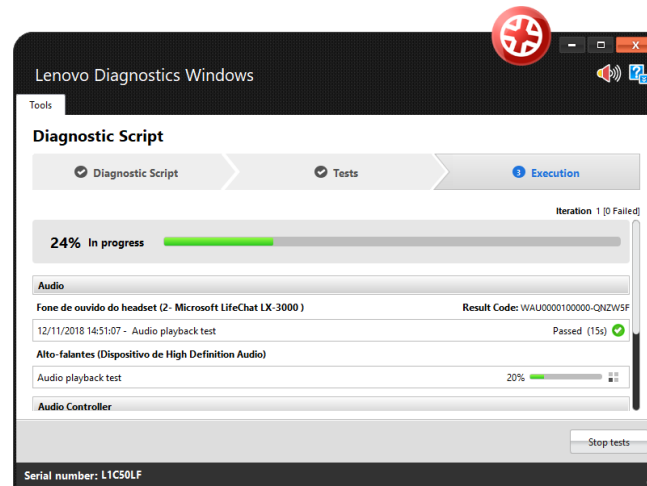 Lenovo Diagnostics Windows
Tools
Diagnostic Script
Diagnostic Script
Tests
3 Execution
Iteration 1 [0 Failed]
24% In progress
Audio
Fone de ouvido do headset (2- Microsoft LifeChat LX-3000 ) Result Code: WAU0000100000-QNZW5F
12/11/2018 14:51:07 - Audio playback test Passed (15s)
Alto-falantes (Dispositivo de High Definition Audio)
Audio playback test 20%
Audio Controller
Stop tests
Serial number: L1C50LF